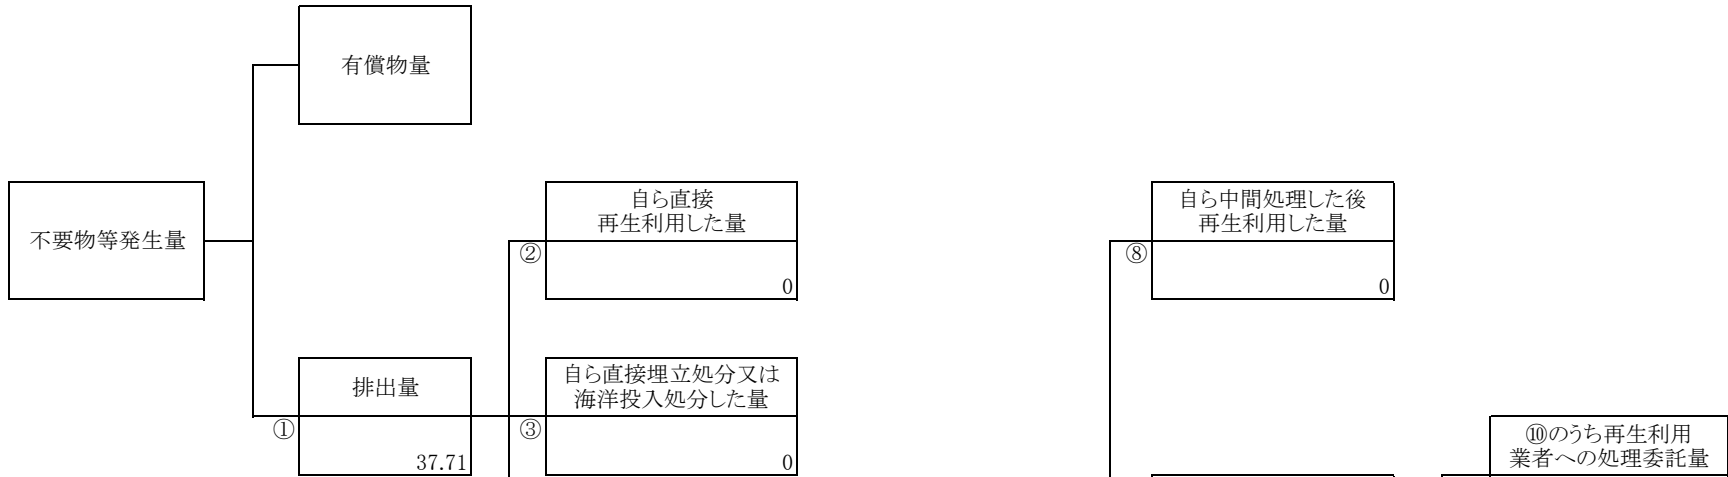 有償物量
不要物等発生量
自ら直接
再生利用した量
②
0
自ら中間処理した後
再生利用した量
⑧
0
排出量
①
37.71
自ら直接埋立処分又は
海洋投入処分した量
③
0
⑩のうち再生利用
業者への処理委託量